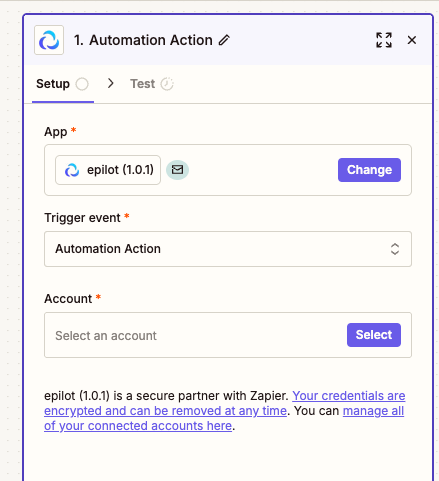 1. Automation Action
Setup
Test
App *
epilot (1.0.1)
Change
Trigger event *
Automation Action
Account *
Select an account
Select
epilot (1.0.1) is a secure partner with Zapier. Your credentials are
encrypted and can be removed at any time. You can manage all
of your connected accounts here.